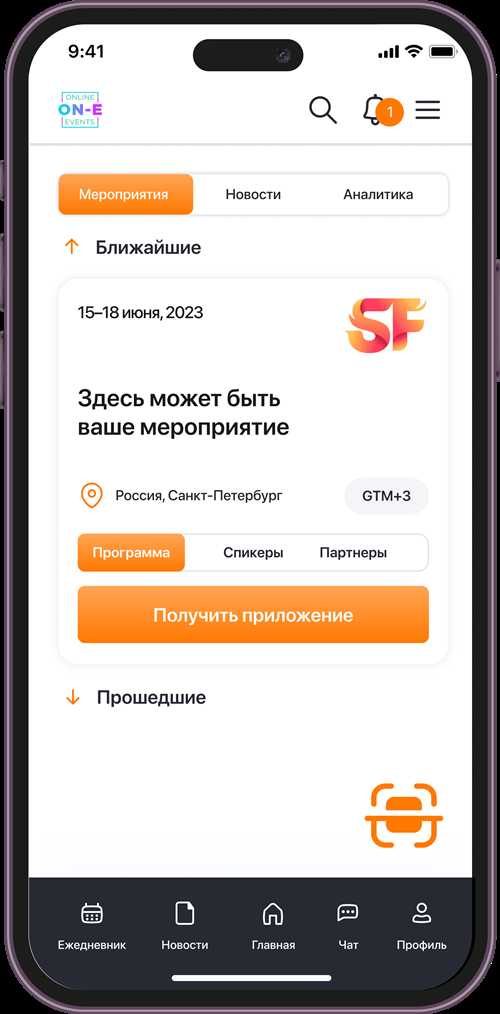 9:41
ONLINE
ON-E
EVENTS
1
Мероприятия Новости Аналитика
Ближайшие
15–18 июня, 2023
SF
Здесь может быть
ваше мероприятие
Россия, Санкт-Петербург GTM+3
Программа Спикеры Партнеры
Получить приложение
Прошедшие
Ежедневник Новости Главная Чат Профиль